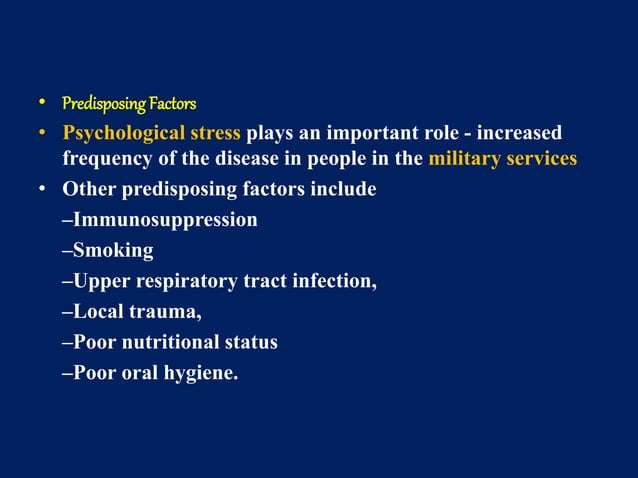 • Predisposing Factors
• Psychological stress plays an important role - increased
frequency of the disease in people in the military services
• Other predisposing factors include
–Immunosuppression
–Smoking
–Upper respiratory tract infection,
–Local trauma,
–Poor nutritional status
–Poor oral hygiene.